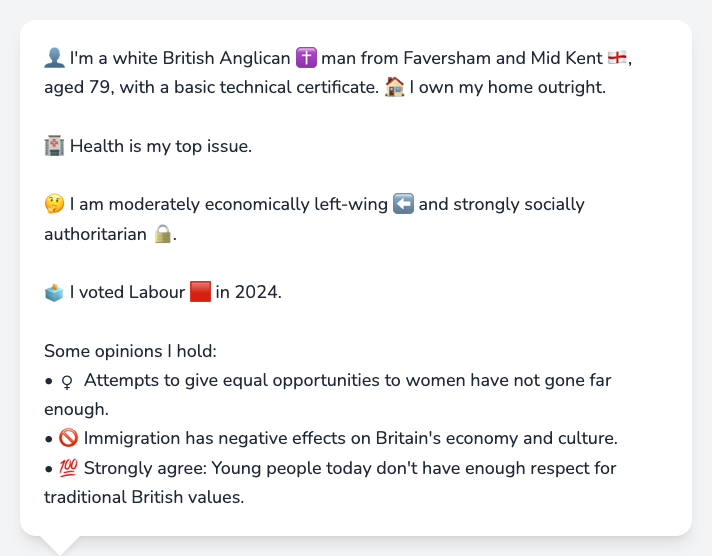 👤 I'm a white British Anglican ✝️ man from Faversham and Mid Kent 🏴󠁧󠁢󠁥󠁮󠁧󠁿,
aged 79, with a basic technical certificate. 🏠 I own my home outright.
🏥 Health is my top issue.
🤔 I am moderately economically left-wing ⬅️ and strongly socially
authoritarian 🔒.
🗳️ I voted Labour 🟥 in 2024.
Some opinions I hold:
• ♀ Attempts to give equal opportunities to women have not gone far
enough.
• 🚫 Immigration has negative effects on Britain's economy and culture.
• 💯 Strongly agree: Young people today don't have enough respect for
traditional British values.